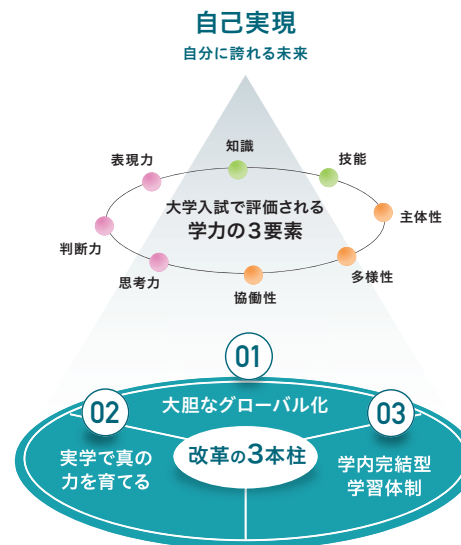 自己実現
自分に誇れる未来
知識
技能
表現力
主体性
大学入試で評価される
学力の3要素
判断力
思考力
協働性
多様性
01
大胆なグローバル化
02
03
改革の3本柱
実学で真の
力を育てる
学内完結型
学習体制